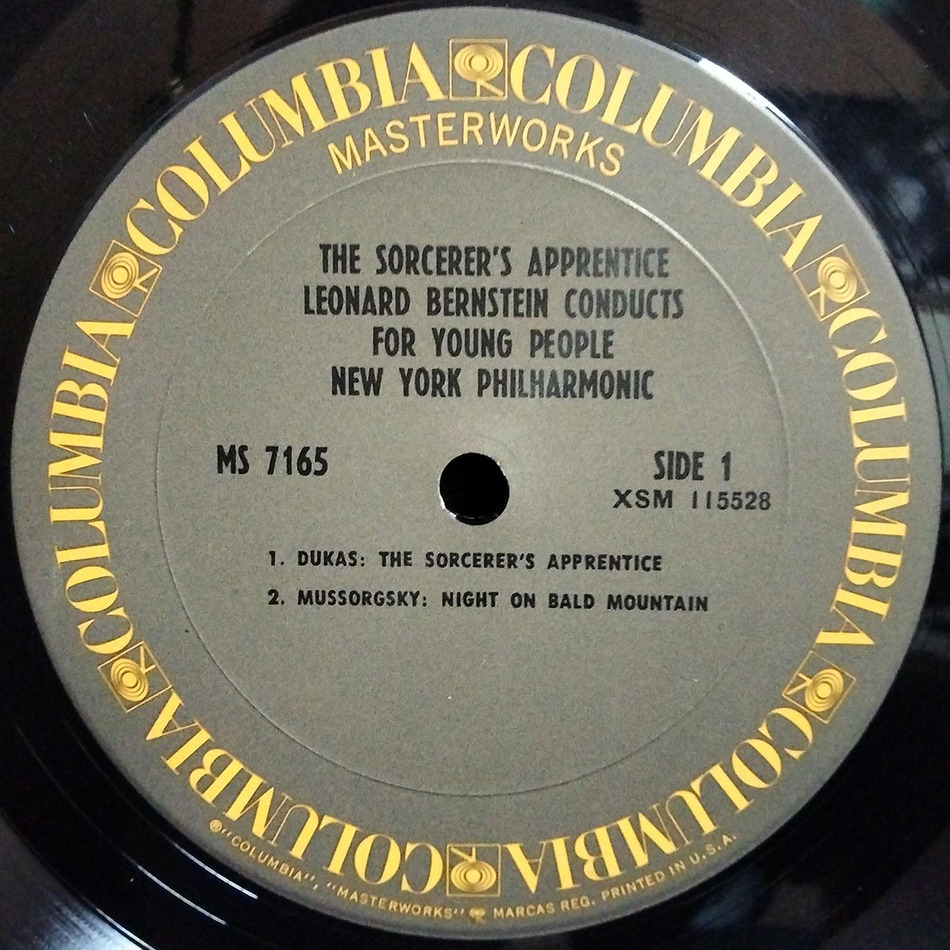 COLUMBIA COLUMBIA COLUMBIA COLUMBIA COLUMBIA COLUMBIA
MASTERWORKS
THE SORCERER'S APPRENTICE
LEONARD BERNSTEIN CONDUCTS
FOR YOUNG PEOPLE
NEW YORK PHILHARMONIC
MS 7165
SIDE 1
XSM 115528
1. DUKAS: THE SORCERER'S APPRENTICE
2. MUSSORGSKY: NIGHT ON BALD MOUNTAIN
®"COLUMBIA", "MASTERWORKS" MARCAS REG. PRINTED IN U.S.A.